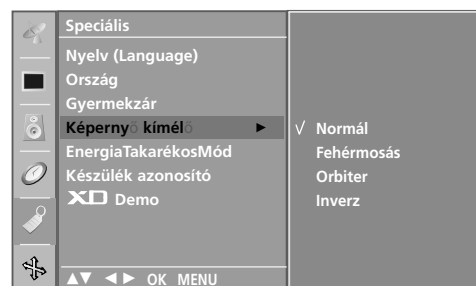 Speciális
Nyelv (Language)
Ország
Gyermekzár
Képernyő kímélő ►
EnergiaTakarékosMód
Készülék azonosító
XD Demo
▲▼ ◄► OK MENU
√ Normál
Fehérmosás
Orbiter
Inverz